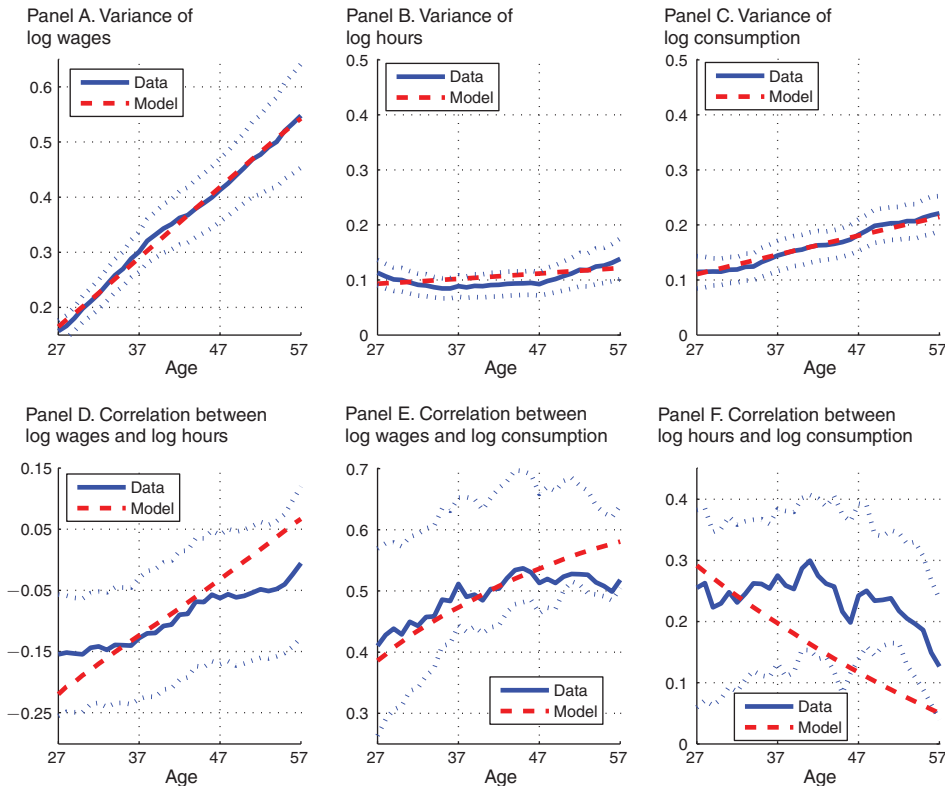 Panel A. Variance of
log wages
Data
Model
0.6
0.5
0.4
0.3
0.2
27
37
47
57
Age
Panel B. Variance of
log hours
Data
Model
0.5
0.4
0.3
0.2
0.1
0
27
37
47
57
Age
Panel C. Variance of
log consumption
Data
Model
0.5
0.4
0.3
0.2
0.1
0
27
37
47
57
Age
Panel D. Correlation between
log wages and log hours
Data
Model
0.15
0.05
−0.05
−0.15
−0.25
27
37
47
57
Age
Panel E. Correlation between
log wages and log consumption
0.7
0.6
0.5
0.4
0.3
Data
Model
27
37
47
57
Age
Panel F. Correlation between
log hours and log consumption
0.4
0.3
0.2
0.1
0
Data
Model
27
37
47
57
Age